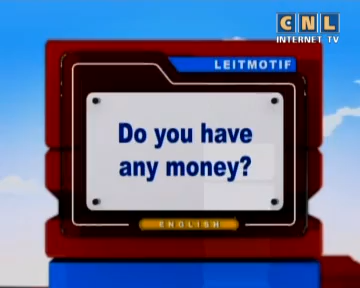 CNL
INTERNET TV
LEITMOTIF
Do you have
any money?
ENGLISH